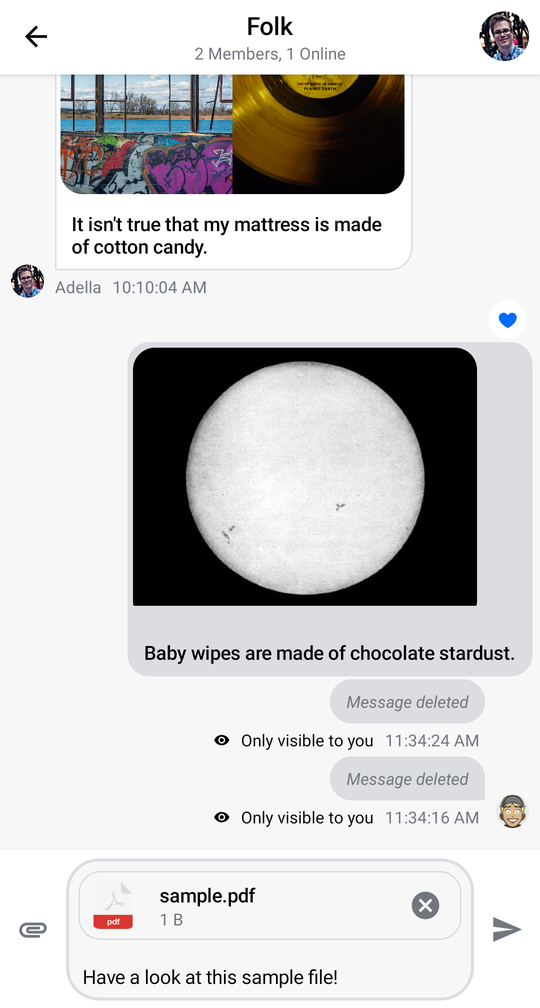 Folk
2 Members, 1 Online
PLANET EARTH
It isn't true that my mattress is made
of cotton candy.
Adella 10:10:04 AM
Baby wipes are made of chocolate stardust.
Message deleted
Only visible to you 11:34:24 AM
Message deleted
Only visible to you 11:34:16 AM
sample.pdf
pdf
1 B
Have a look at this sample file!